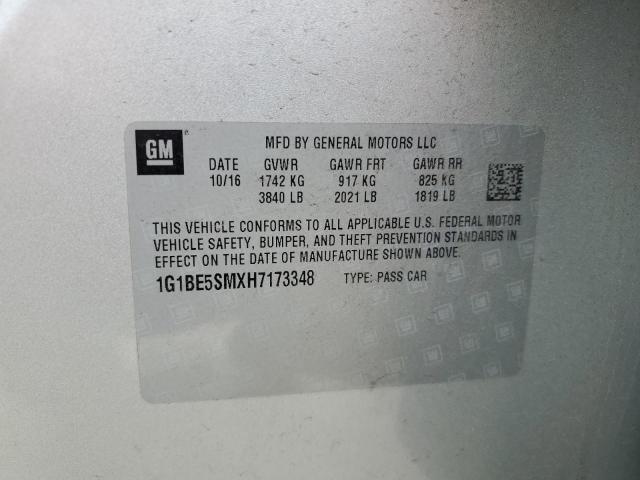 GM
MFD BY GENERAL MOTORS LLC
DATE GVWR GAWR FRT GAWR RR
10/16 1742 KG 917 KG 825 KG
3840 LB 2021 LB 1819 LB
THIS VEHICLE CONFORMS TO ALL APPLICABLE U.S. FEDERAL MOTOR
VEHICLE SAFETY, BUMPER, AND THEFT PREVENTION STANDARDS IN
EFFECT ON THE DATE OF MANUFACTURE SHOWN ABOVE.
1G1BE5SMXH7173348 TYPE: PASS CAR